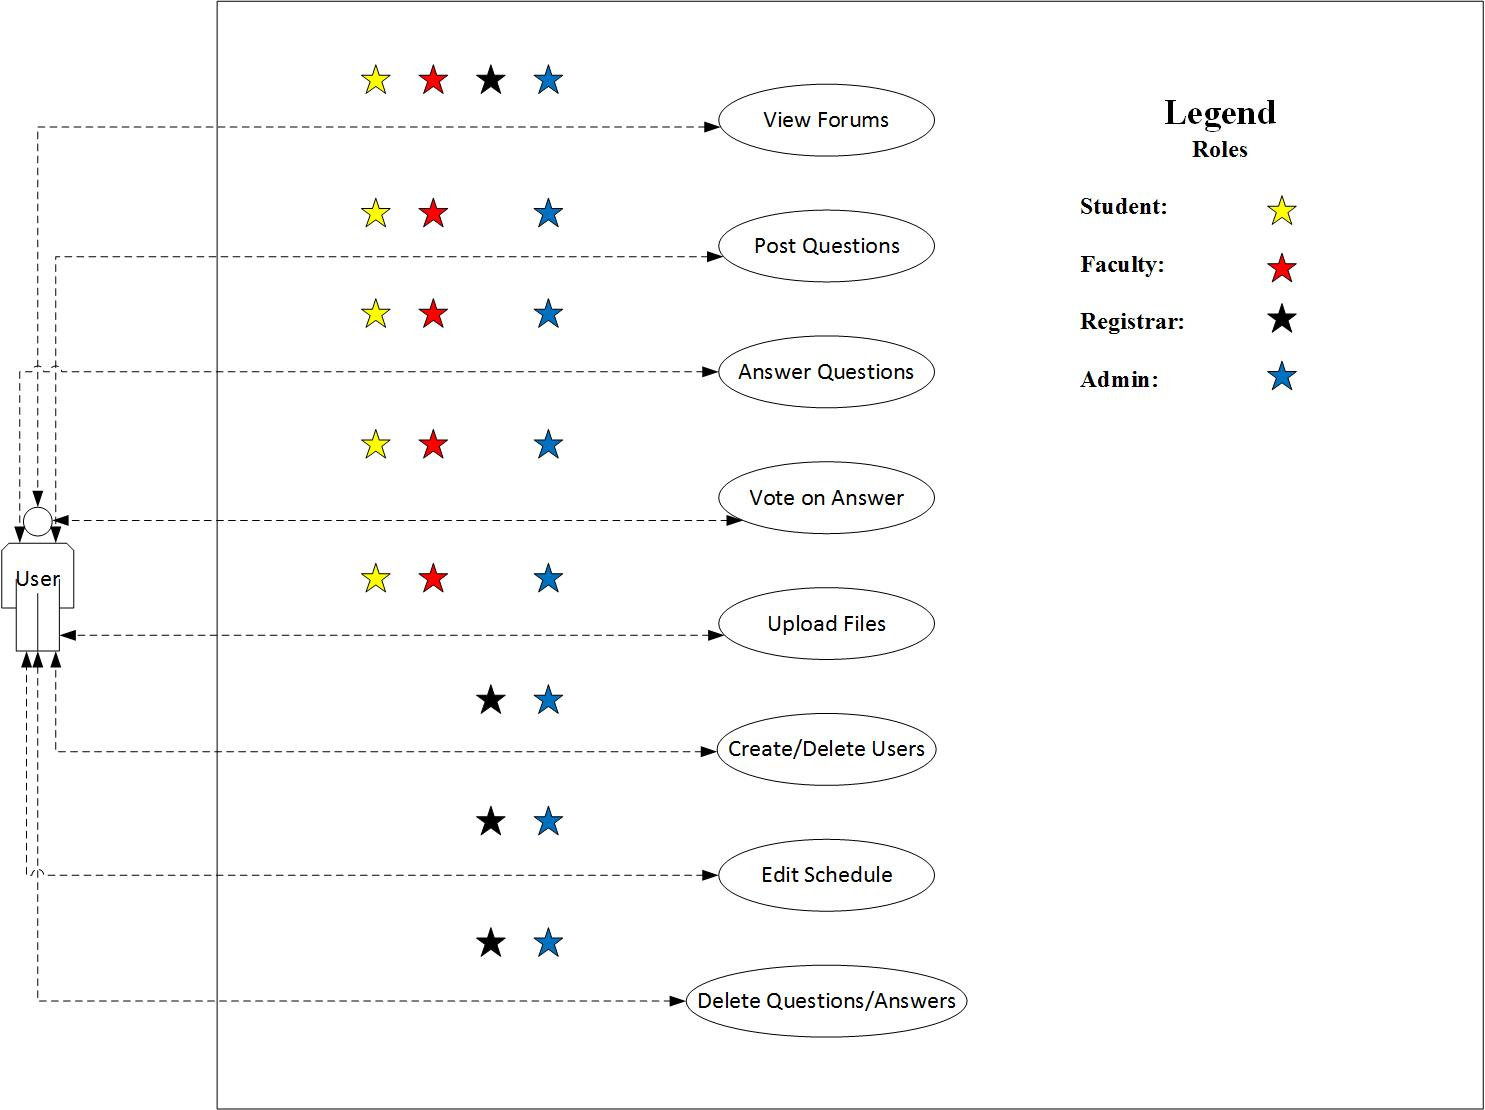 View Forums
Legend
Roles
Student:
Post Questions
Faculty:
Registrar:
Answer Questions
Admin:
Vote on Answer
User
Upload Files
Create/Delete Users
Edit Schedule
Delete Questions/Answers